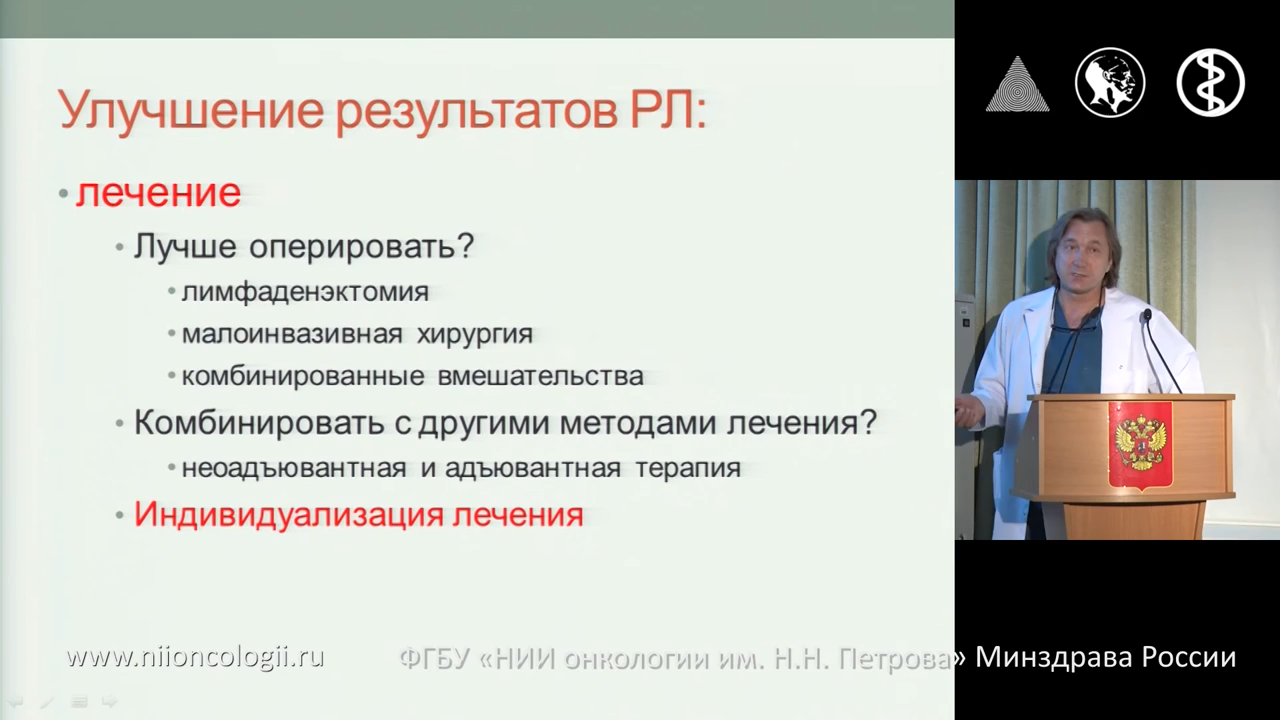 Улучшение результатов РЛ:
• лечение
• Лучше оперировать?
• лимфаденэктомия
• малоинвазивная хирургия
• комбинированные вмешательства
• Комбинировать с другими методами лечения?
• неоадъювантная и адъювантная терапия
• Индивидуализация лечения
www.niioncologii.ru
ФГБУ «НИИ онкологии им. Н.Н. Петрова» Минздрава России